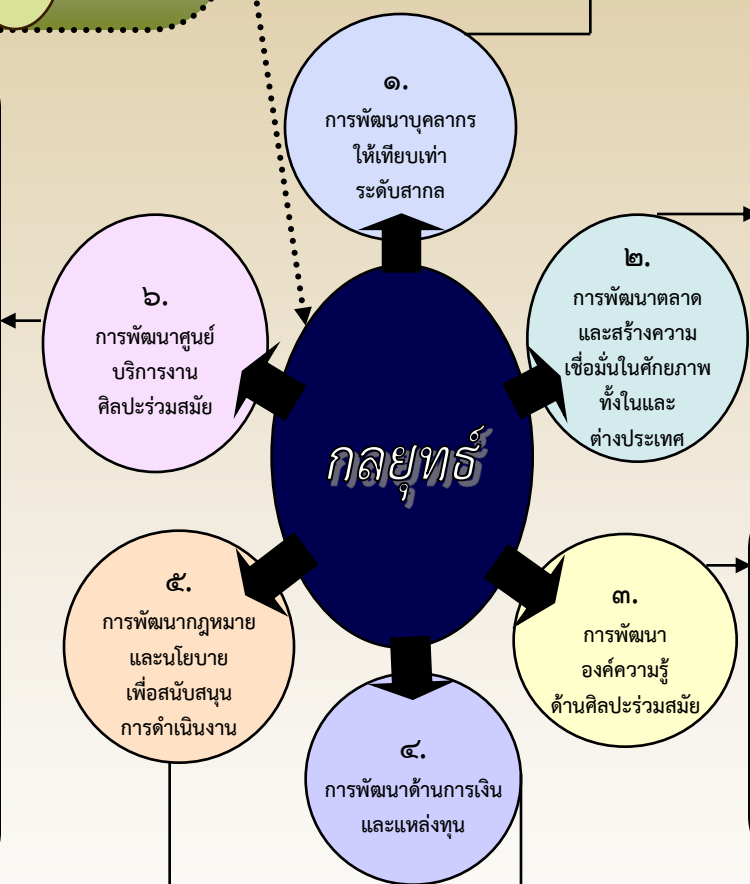 ๑.
การพัฒนาบุคลากร
ให้เทียบเท่า
ระดับสากล
๒.
การพัฒนาตลาด
และสร้างความ
เชื่อมั่นในศักยภาพ
ทั้งในและ
ต่างประเทศ
๓.
การพัฒนา
องค์ความรู้
ด้านศิลปะร่วมสมัย
๔.
การพัฒนาด้านการเงิน
และแหล่งทุน
๕.
การพัฒนากฎหมาย
และนโยบาย
เพื่อสนับสนุน
การดำเนินงาน
๖.
การพัฒนาศูนย์
บริการงาน
ศิลปะร่วมสมัย
กลยุทธ์